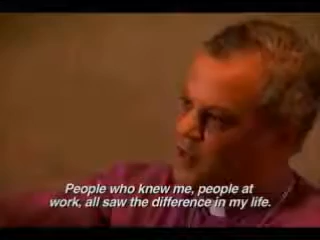 People who knew me, people at
work, all saw the difference in my life.